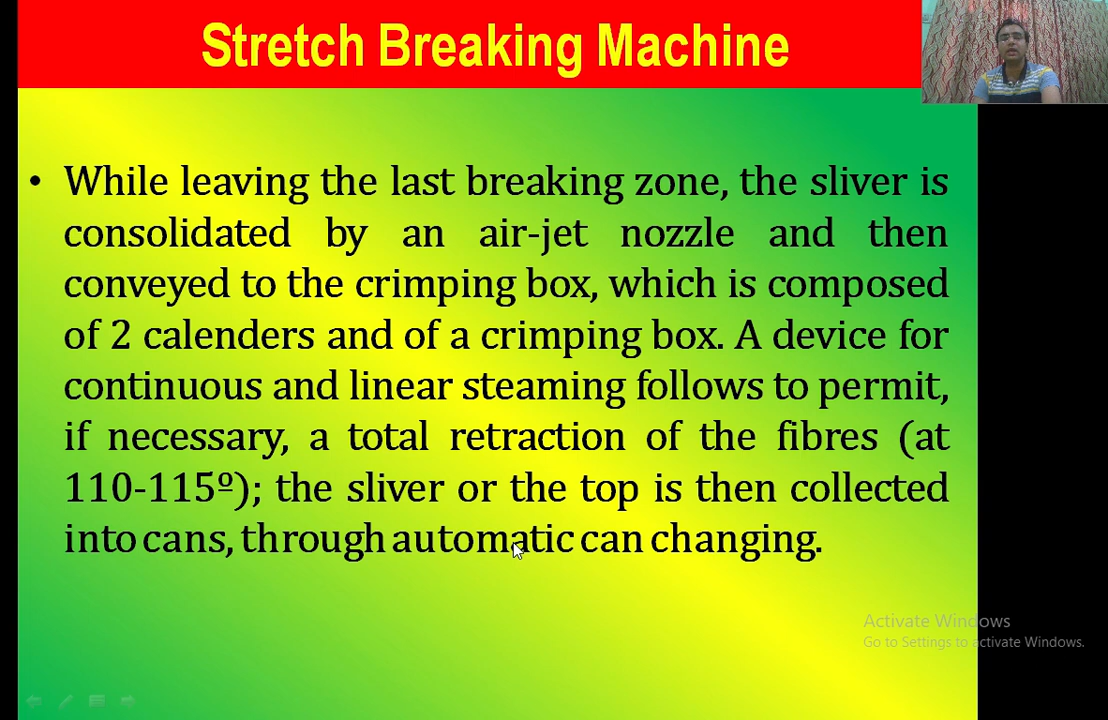 Stretch Breaking Machine
• While leaving the last breaking zone, the sliver is
consolidated by an air-jet nozzle and then
conveyed to the crimping box, which is composed
of 2 calenders and of a crimping box. A device for
continuous and linear steaming follows to permit,
if necessary, a total retraction of the fibres (at
110-115º); the sliver or the top is then collected
into cans, through automatic can changing.
Activate Windows
Go to Settings to activate Windows.